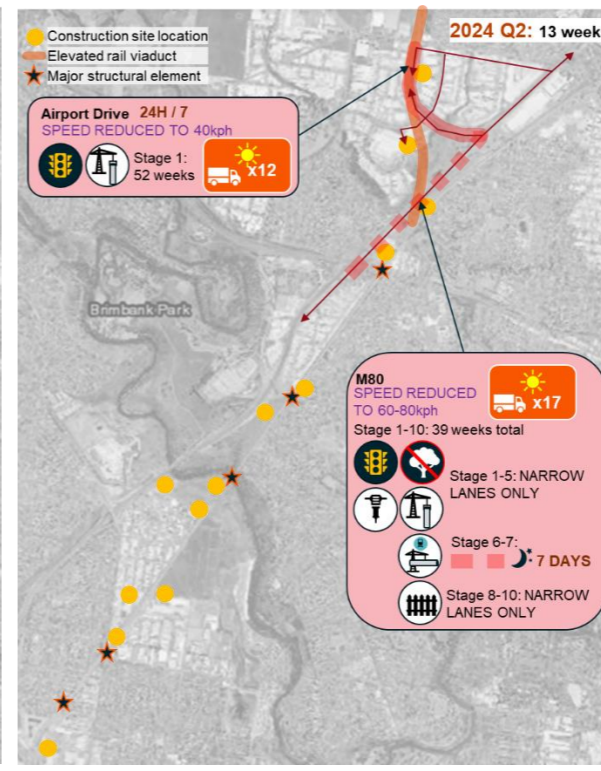 Construction site location
Elevated rail viaduct
Major structural element
2024 Q2: 13 week
Airport Drive 24H / 7
SPEED REDUCED TO 40kph
Stage 1:
52 weeks
x12
Brimbank Park
M80
SPEED REDUCED
TO 60-80kph
x17
Stage 1-10: 39 weeks total
Stage 1-5: NARROW
LANES ONLY
Stage 6-7:
7 DAYS
Stage 8-10: NARROW
LANES ONLY